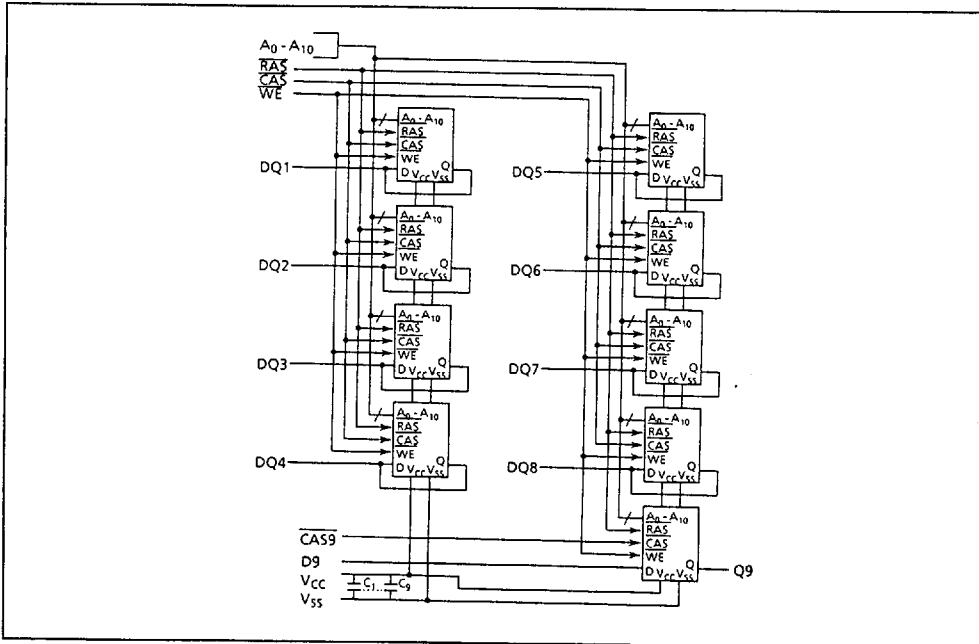 A0 - A10
RAS
CAS
WE
A0 - A10
RAS
CAS
WE
D VCC VSS Q
DQ1
A0 - A10
RAS
CAS
WE
D VCC VSS Q
DQ2
A0 - A10
RAS
CAS
WE
D VCC VSS Q
DQ3
A0 - A10
RAS
CAS
WE
D VCC VSS Q
DQ4
A0 - A10
RAS
CAS
WE
D VCC VSS Q
DQ5
A0 - A10
RAS
CAS
WE
D VCC VSS Q
DQ6
A0 - A10
RAS
CAS
WE
D VCC VSS Q
DQ7
A0 - A10
RAS
CAS
WE
D VCC VSS Q
DQ8
A0 - A10
RAS
CAS
WE
D VCC VSS Q
Q9
CAS9
D9
VCC
C1 ... C9
VSS